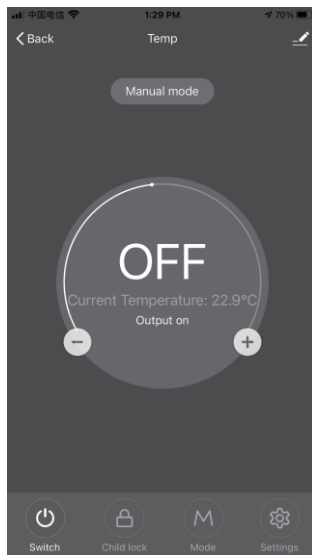 中国电信 1:29 PM 70%
Back Temp
Manual mode
OFF
Current Temperature: 22.9°C
Output on
Switch Child lock Mode Settings